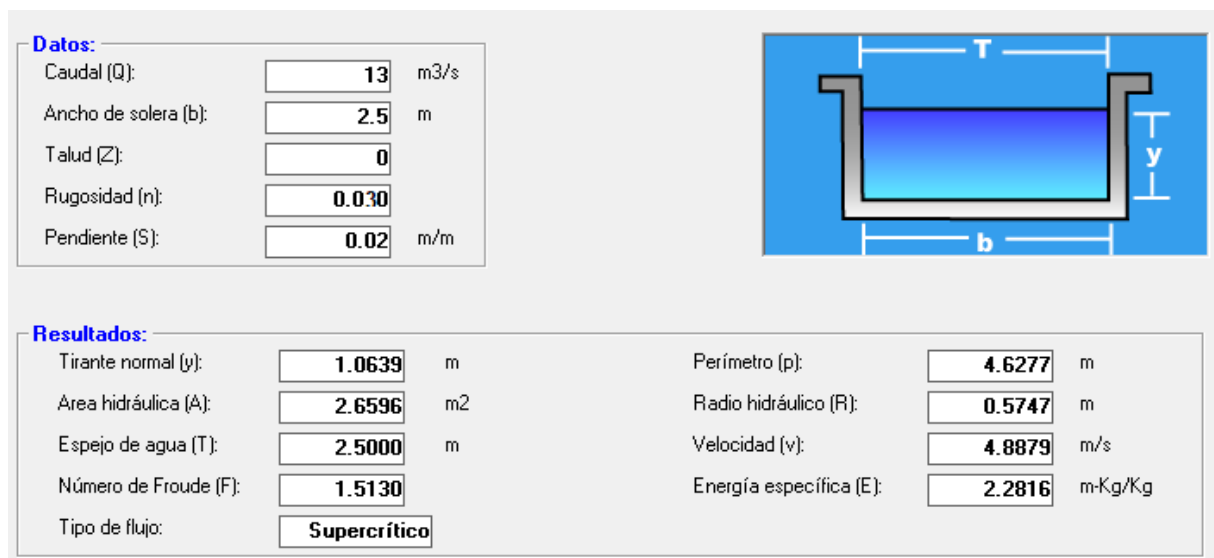 Datos:
Caudal (Q): 13 m3/s
Ancho de solera (b): 2.5 m
Talud (Z): 0
Rugosidad (n): 0.030
Pendiente (S): 0.02 m/m
T
y
b
Resultados:
Tirante normal (y): 1.0639 m Perímetro (p): 4.6277 m
Area hidráulica (A): 2.6596 m2 Radio hidráulico (R): 0.5747 m
Espejo de agua (T): 2.5000 m Velocidad (v): 4.8879 m/s
Número de Froude (F): 1.5130 Energía específica (E): 2.2816 m-Kg/Kg
Tipo de flujo: Supercrítico